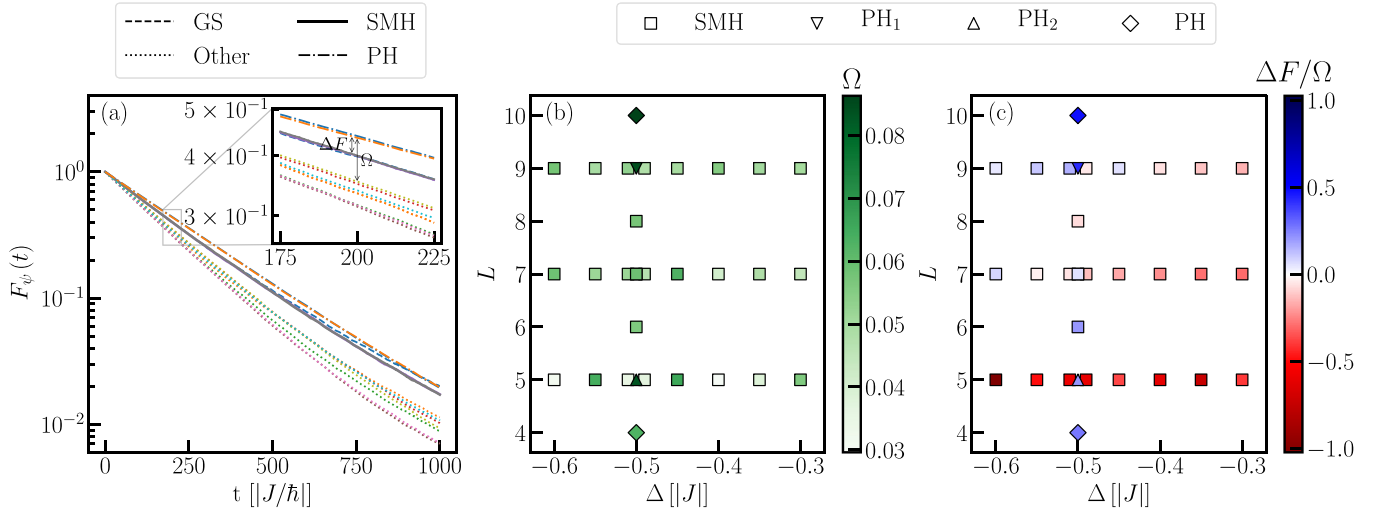 GS
SMH
Other
PH
SMH
PH₁
PH₂
PH
(a)
5 × 10⁻¹
4 × 10⁻¹
3 × 10⁻¹
ΔF
Ω
175
200
225
10⁰
10⁻¹
10⁻²
F_ψ(t)
0
250
500
750
1000
t [|J/ħ|]
(b)
10
9
8
7
6
5
4
L
−0.6
−0.5
−0.4
−0.3
Δ [|J|]
Ω
0.08
0.07
0.06
0.05
0.04
0.03
(c)
10
9
8
7
6
5
4
L
−0.6
−0.5
−0.4
−0.3
Δ [|J|]
ΔF/Ω
1.0
0.5
0.0
−0.5
−1.0